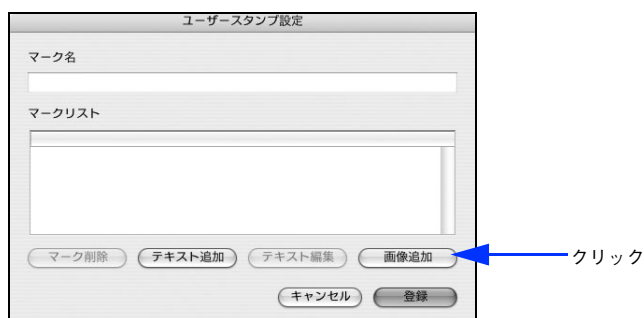 ユーザースタンプ設定
マーク名
マークリスト
マーク削除 テキスト追加 テキスト編集 画像追加 クリック
キャンセル 登録